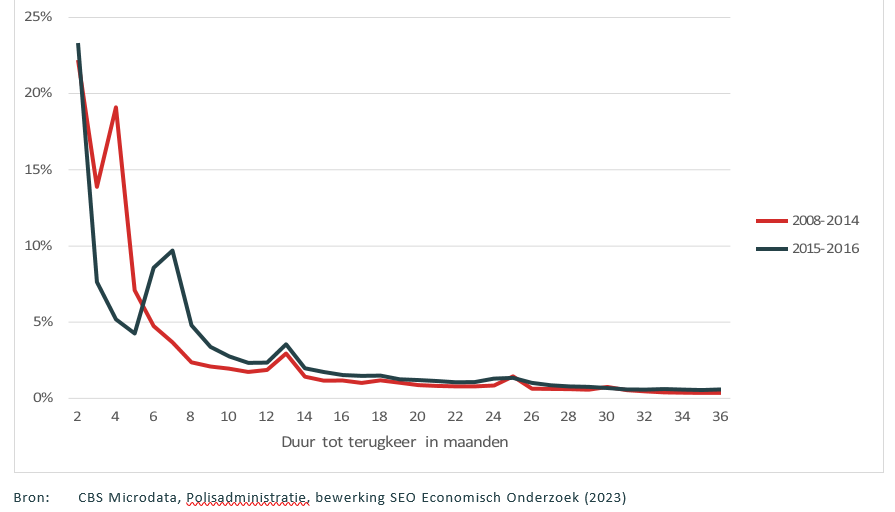 25%
20%
15%
10%
5%
0%
2 4 6 8 10 12 14 16 18 20 22 24 26 28 30 32 34 36
Duur tot terugkeer in maanden
2008-2014
2015-2016
Bron: CBS Microdata, Polisadministratie, bewerking SEO Economisch Onderzoek (2023)